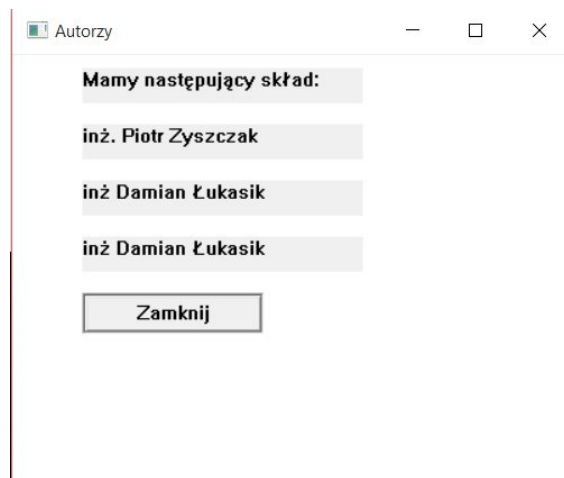 Autorzy
Mamy następujący skład:
inż. Piotr Zyszczak
inż Damian Łukasik
inż Damian Łukasik
Zamknij